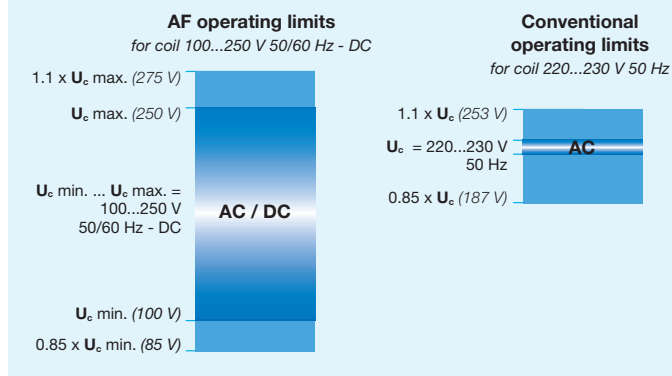 AF operating limits
for coil 100...250 V 50/60 Hz - DC
1.1 x Uc max. (275 V)
Uc max. (250 V)
Uc min. ... Uc max. =
100...250 V
50/60 Hz - DC
AC / DC
Uc min. (100 V)
0.85 x Uc min. (85 V)
Conventional
operating limits
for coil 220...230 V 50 Hz
1.1 x Uc (253 V)
Uc = 220...230 V
50 Hz
AC
0.85 x Uc (187 V)